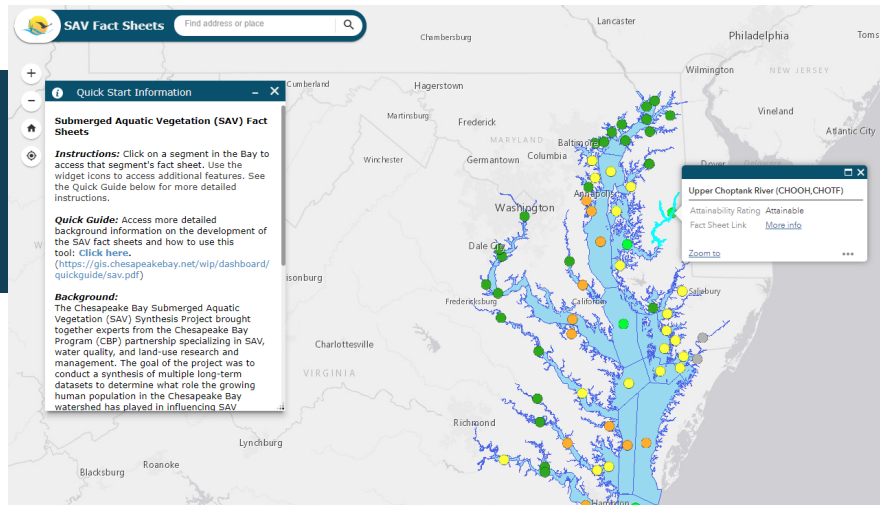 SAV Fact Sheets
Find address or place
Quick Start Information
Submerged Aquatic Vegetation (SAV) Fact
Sheets
Instructions: Click on a segment in the Bay to
access that segment's fact sheet. Use the
widget icons to access additional features. See
the Quick Guide below for more detailed
instructions.
Quick Guide: Access more detailed
background information on the development of
the SAV fact sheets and how to use this
tool: Click here.
(https://gis.chesapeakebay.net/wip/dashboard/
quickguide/sav.pdf)
Background:
The Chesapeake Bay Submerged Aquatic
Vegetation (SAV) Synthesis Project brought
together experts from the Chesapeake Bay
Program (CBP) partnership specializing in SAV,
water quality, and land-use research and
management. The goal of the project was to
conduct a synthesis of multiple long-term
datasets to determine what role the growing
human population in the Chesapeake Bay
watershed has played in influencing SAV
Lancaster
Chambersburg
Philadelphia
Toms
Wilmington
NEW JERSEY
Cumberland
Hagerstown
Vineland
Martinsburg
Frederick
Atlantic City
MARYLAND
Baltimore
Winchester
Germantown
Columbia
Dover
Annapolis
Washington
Upper Choptank River (CHOOH,CHOTF)
Attainability Rating Attainable
Fact Sheet Link More info
Zoom to
Dale City
isonburg
Salisbury
Fredericksburg
California
Charlottesville
VIRGINIA
Richmond
Lynchburg
Roanoke
Blacksburg
Hampton